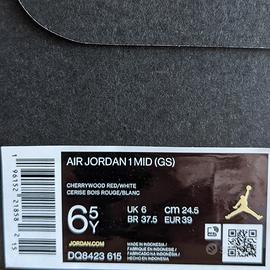 AIR JORDAN 1 MID (GS)
CHERRYWOOD RED/WHITE
CERISE BOIS ROUGE/BLANC
6.5Y
UK 6 CM 24.5
BR 37.5 EUR 39
JORDAN.COM
DQ8423 615
MADE IN INDONESIA /
FABRIQUÉ EN INDONÉSIE /
FABRICADO NA INDONÉSIA /
HECHO EN INDONESIA